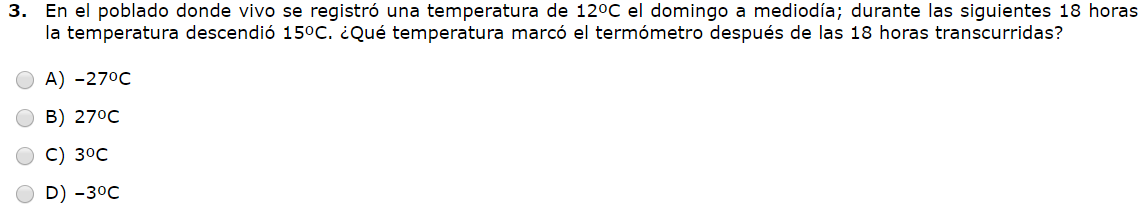 3. En el poblado donde vivo se registró una temperatura de 12ºC el domingo a mediodía; durante las siguientes 18 horas
la temperatura descendió 15ºC. ¿Qué temperatura marcó el termómetro después de las 18 horas transcurridas?
A) –27ºC
B) 27ºC
C) 3ºC
D) –3ºC